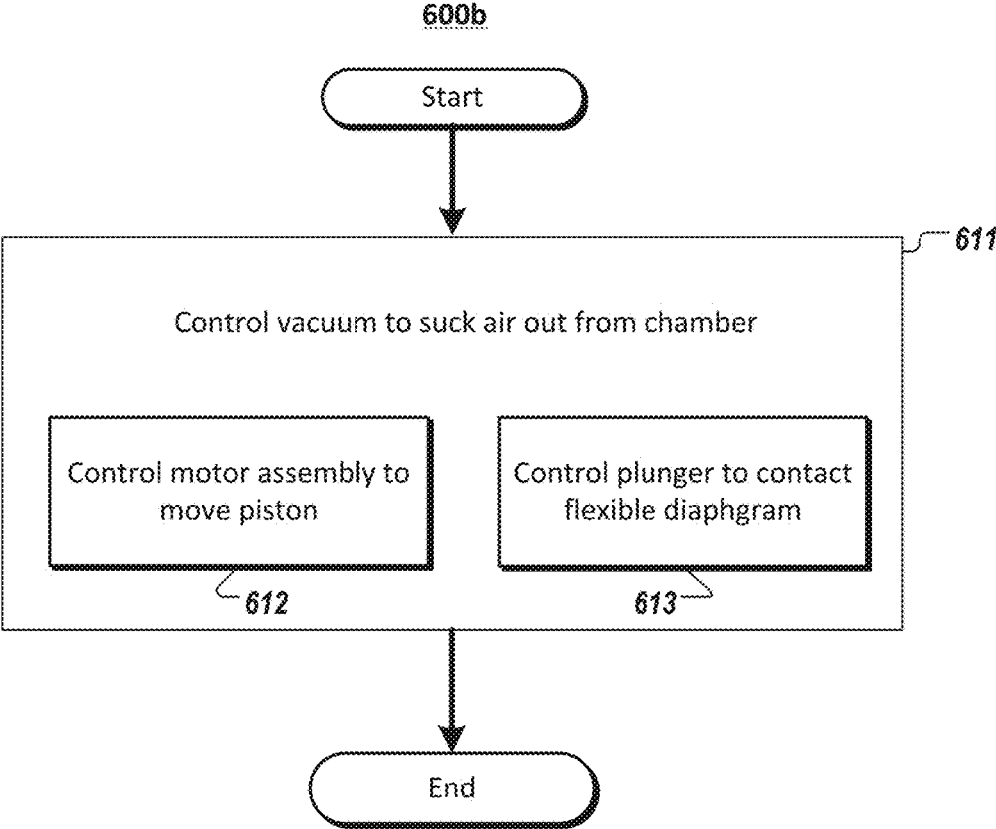 600b
Start
611
Control vacuum to suck air out from chamber
Control motor assembly to
move piston
Control plunger to contact
flexible diaphgram
612
613
End